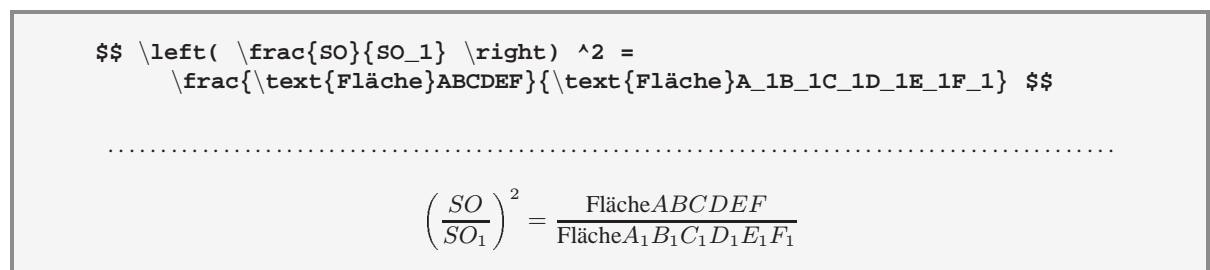 $$ \left( \frac{SO}{SO_1} \right) ^2 =
\frac{\text{Fläche}ABCDEF}{\text{Fläche}A_1B_1C_1D_1E_1F_1} $$
(SO/SO₁)² = FlächeABCDEF/FlächeA₁B₁C₁D₁E₁F₁